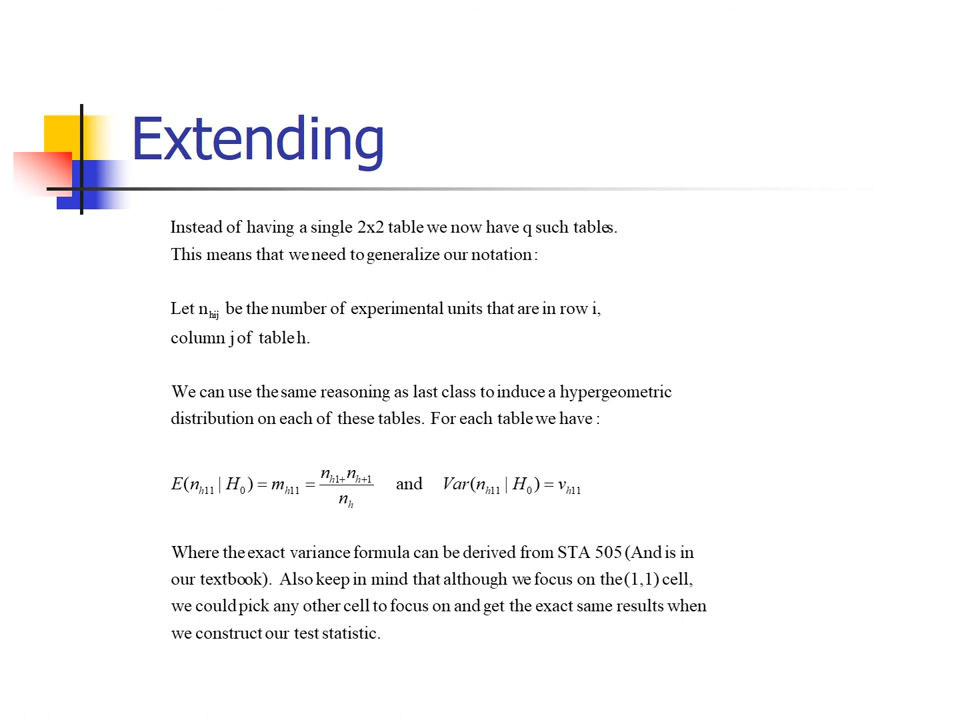 Extending
Instead of having a single 2x2 table we now have q such tables.
This means that we need to generalize our notation:
Let n_hij be the number of experimental units that are in row i,
column j of table h.
We can use the same reasoning as last class to induce a hypergeometric
distribution on each of these tables. For each table we have:
E(n_h11 | H_0) = m_h11 = n_h1+ n_h+1 / n_h and Var(n_h11 | H_0) = v_h11
Where the exact variance formula can be derived from STA 505 (And is in
our textbook). Also keep in mind that although we focus on the (1,1) cell,
we could pick any other cell to focus on and get the exact same results when
we construct our test statistic.